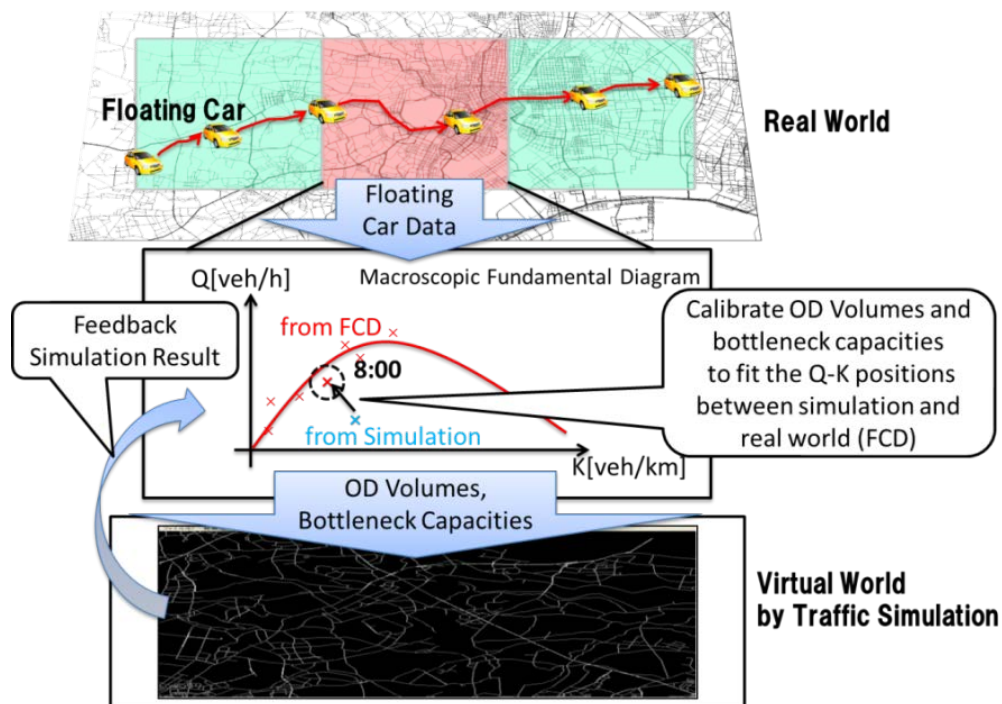 Floating Car
Real World
Floating
Car Data
Q[veh/h]
Macroscopic Fundamental Diagram
Feedback
Simulation Result
from FCD
8:00
from Simulation
K[veh/km]
Calibrate OD Volumes and
bottleneck capacities
to fit the Q-K positions
between simulation and
real world (FCD)
OD Volumes,
Bottleneck Capacities
Virtual World
by Traffic Simulation